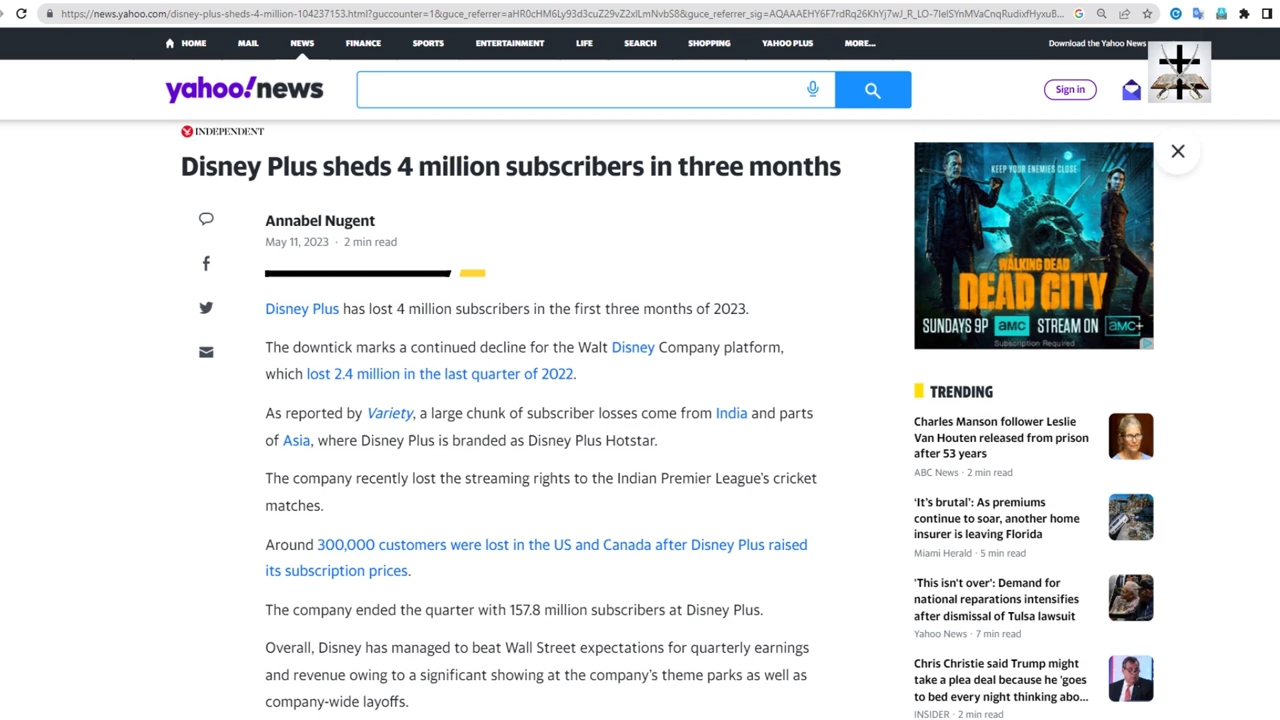 https://news.yahoo.com/disney-plus-sheds-4-million-104237153.html?guccounter=1&guce_referrer=
HOME MAIL NEWS FINANCE SPORTS ENTERTAINMENT LIFE SEARCH SHOPPING YAHOO PLUS MORE... Download the Yahoo News
yahoo!news
Sign in
INDEPENDENT
Disney Plus sheds 4 million subscribers in three months
Annabel Nugent
May 11, 2023 · 2 min read
Disney Plus has lost 4 million subscribers in the first three months of 2023.
The downtick marks a continued decline for the Walt Disney Company platform,
which lost 2.4 million in the last quarter of 2022.
As reported by Variety, a large chunk of subscriber losses come from India and parts
of Asia, where Disney Plus is branded as Disney Plus Hotstar.
The company recently lost the streaming rights to the Indian Premier League's cricket
matches.
Around 300,000 customers were lost in the US and Canada after Disney Plus raised
its subscription prices.
The company ended the quarter with 157.8 million subscribers at Disney Plus.
Overall, Disney has managed to beat Wall Street expectations for quarterly earnings
and revenue owing to a significant showing at the company's theme parks as well as
company-wide layoffs.
KEEP YOUR ENEMIES CLOSE
THE WALKING DEAD
DEAD CITY
SUNDAYS 9P amc STREAM ON amc+
Subscription Required
TRENDING
Charles Manson follower Leslie
Van Houten released from prison
after 53 years
ABC News · 2 min read
'It's brutal': As premiums
continue to soar, another home
insurer is leaving Florida
Miami Herald · 5 min read
'This isn't over': Demand for
national reparations intensifies
after dismissal of Tulsa lawsuit
Yahoo News · 7 min read
Chris Christie said Trump might
take a plea deal because he 'goes
to bed every night thinking abo...
INSIDER · 2 min read